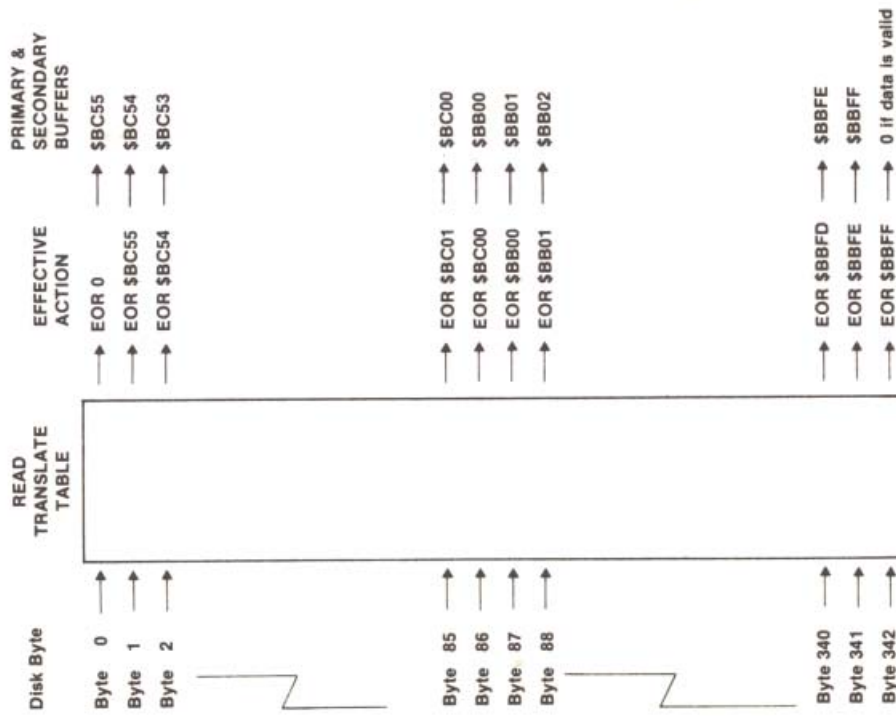 Disk Byte READ TRANSLATE TABLE EFFECTIVE ACTION PRIMARY & SECONDARY BUFFERS
Byte 0 EOR 0 $BC55
Byte 1 EOR $BC55 $BC54
Byte 2 EOR $BC54 $BC53
Byte 85 EOR $BC01 $BC00
Byte 86 EOR $BC00 $BB00
Byte 87 EOR $BB00 $BB01
Byte 88 EOR $BB01 $BB02
Byte 340 EOR $BBFD $BBFE
Byte 341 EOR $BBFE $BBFF
Byte 342 EOR $BBFF 0 if data is valid